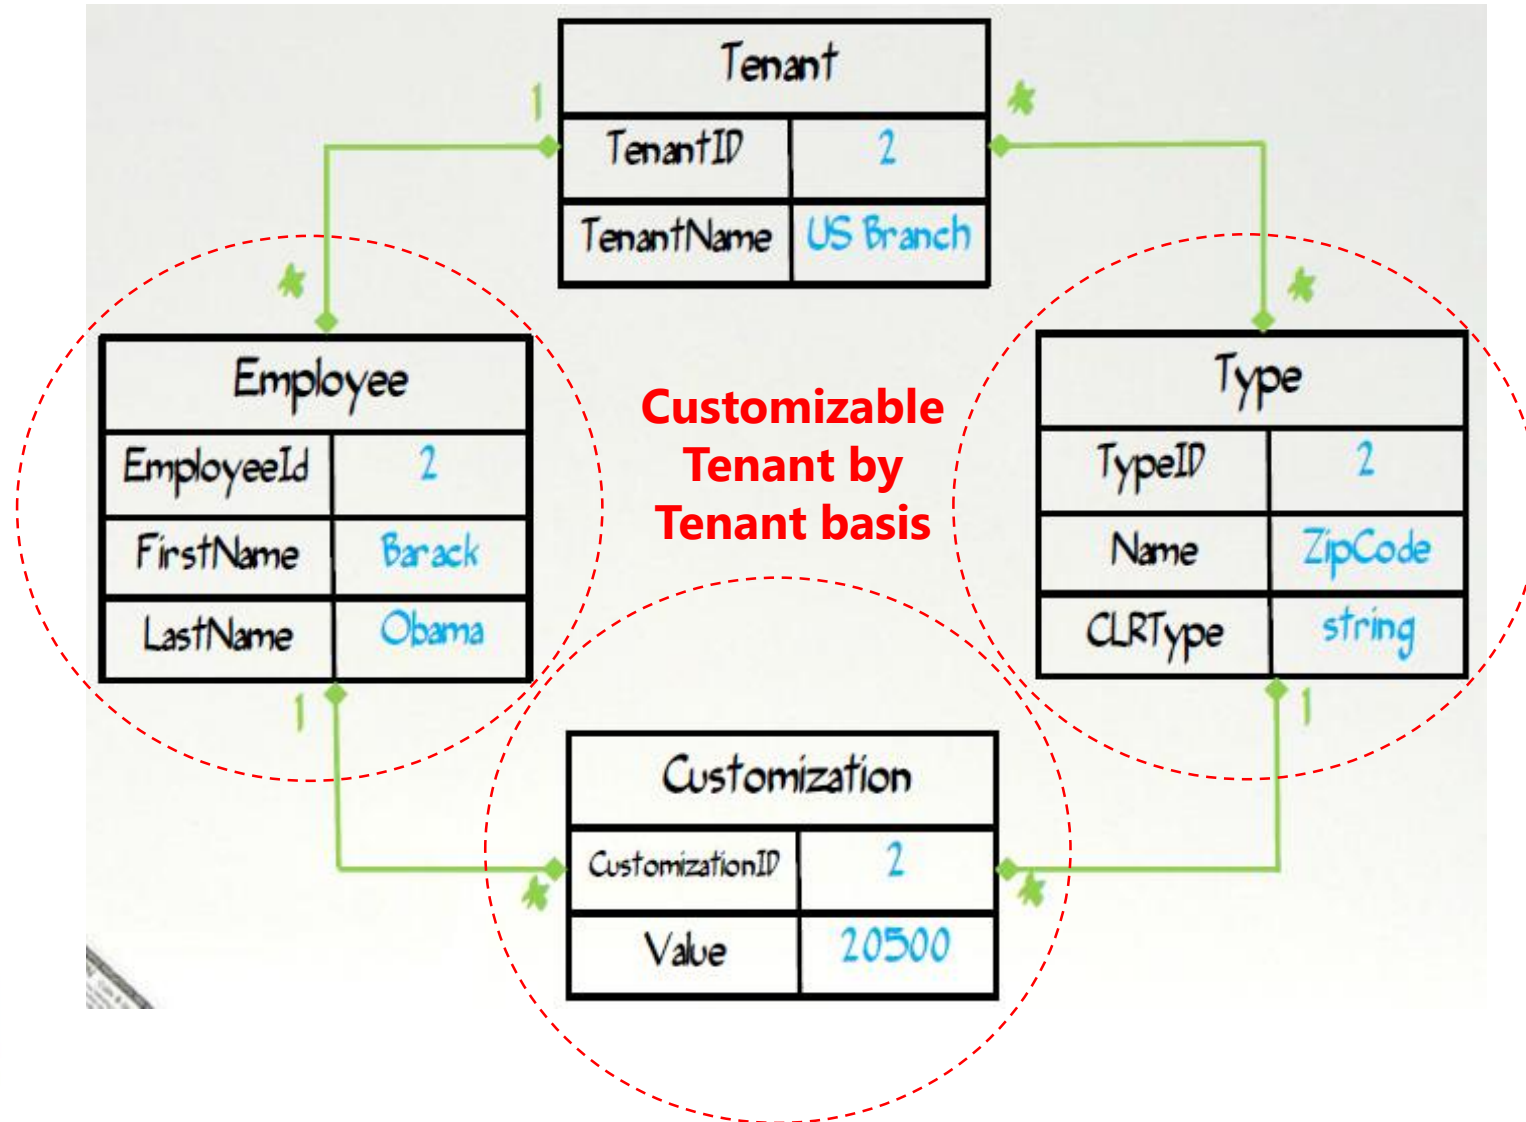 Tenant
1
*
TenantID 2
TenantName US Branch
*
*
Employee
EmployeeId 2
FirstName Barack
LastName Obama
Customizable
Tenant by
Tenant basis
Type
TypeID 2
Name ZipCode
CLRType string
1
1
Customization
CustomizationID 2
Value 20500
*
*